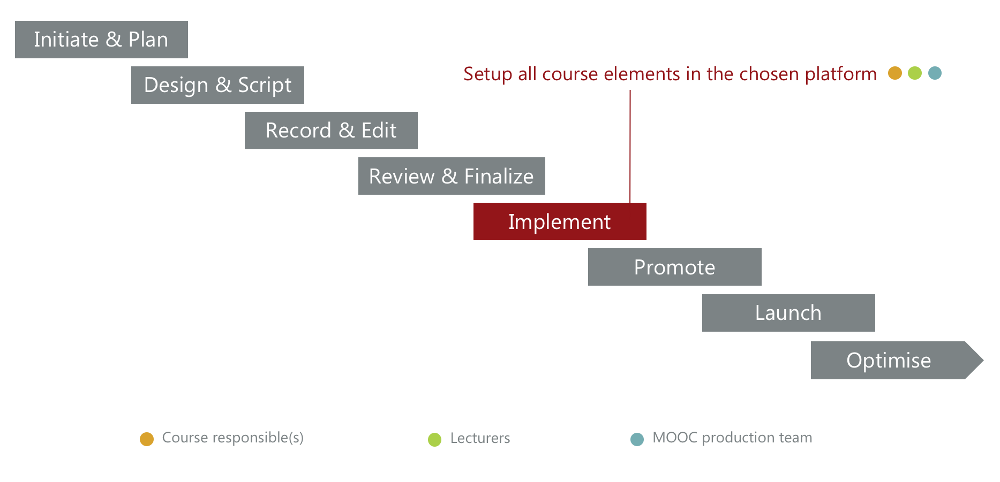 Initiate & Plan
Design & Script
Setup all course elements in the chosen platform
Record & Edit
Review & Finalize
Implement
Promote
Launch
Optimise
Course responsible(s)
Lecturers
MOOC production team